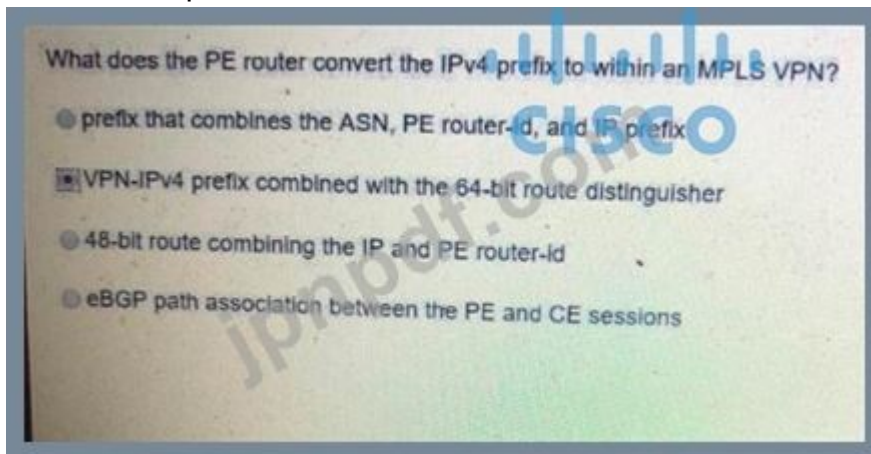 What does the PE router convert the IPv4 prefix to within an MPLS VPN?
CISCO
prefix that combines the ASN, PE router-id, and IP prefix
VPN-IPv4 prefix combined with the 64-bit route distinguisher
48-bit route combining the IP and PE router-id
eBGP path association between the PE and CE sessions
jpnpdf.com